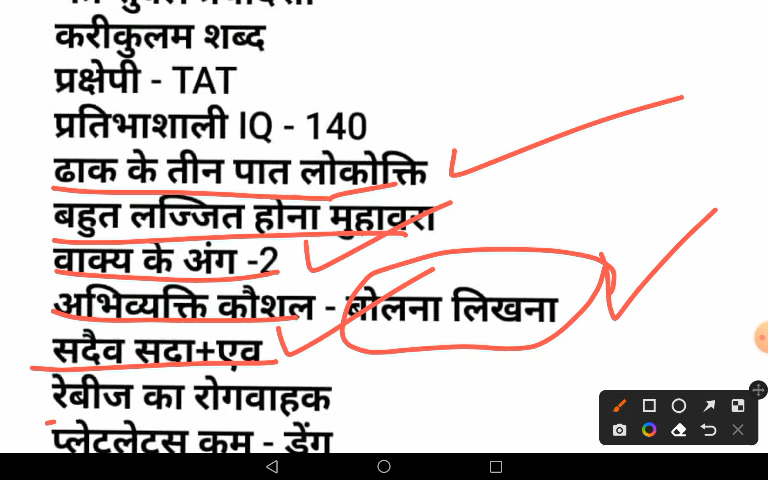 करीकुलम शब्द
प्रक्षेपी - TAT
प्रतिभाशाली IQ - 140
ढाक के तीन पात लोकोक्ति
बहुत लज्जित होना मुहावरा
वाक्य के अंग -2
अभिव्यक्ति कौशल - बोलना लिखना
सदैव सदा+एव
रेबीज का रोगवाहक
प्लेटलेटस कम - डेंगू